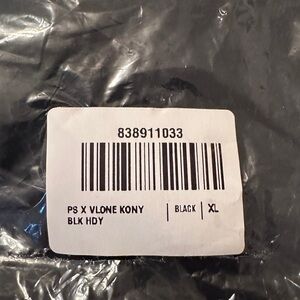 838911033
PS X VLONE KONY | BLACK | XL
BLK HDY